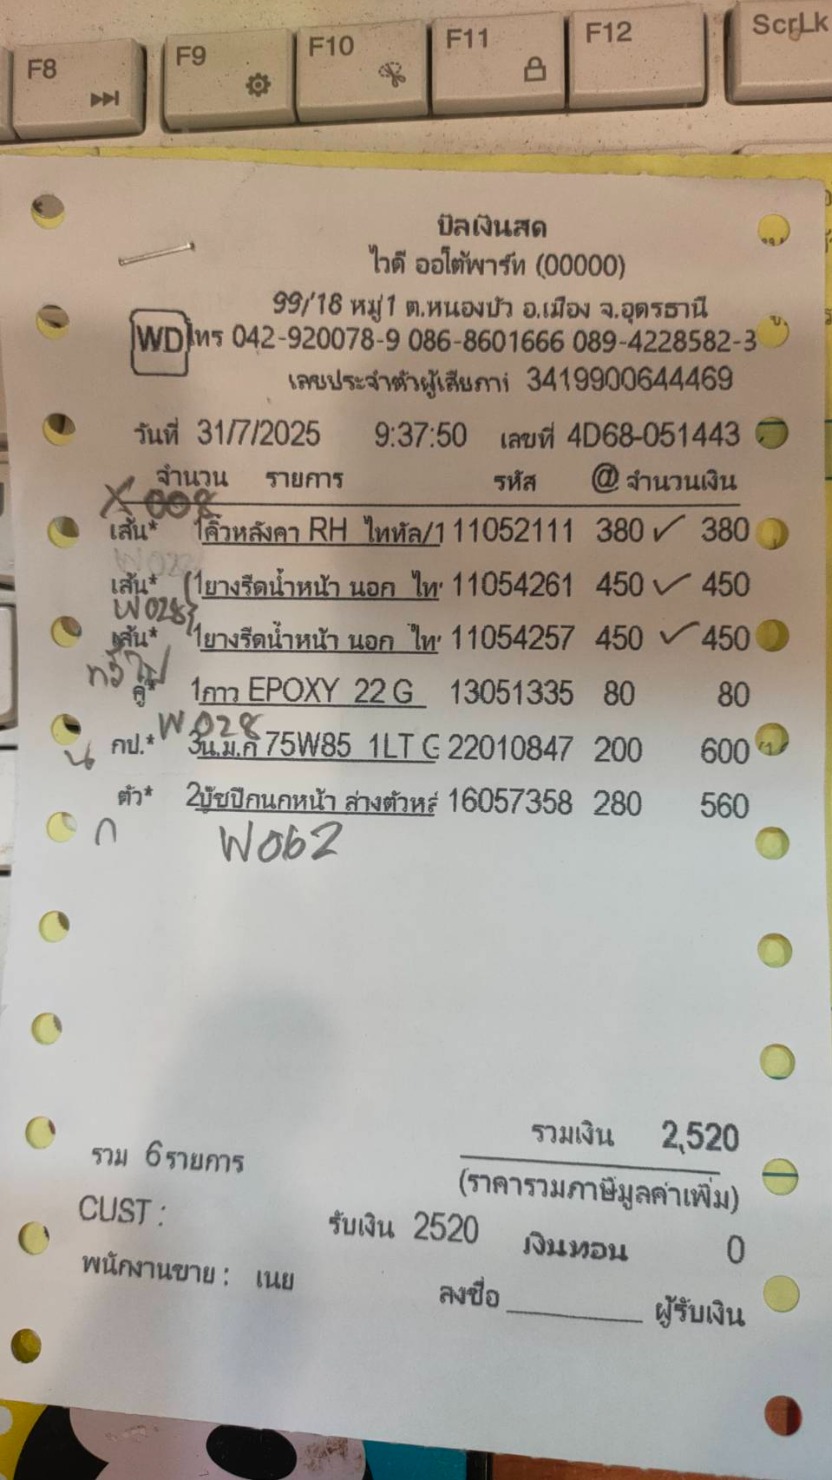 F8 F9 F10 F11 F12 ScrLk
บิลเงินสด
ไวดี ออโต้พาร์ท (00000)
99/18 หมู่1 ต.หนองบัว อ.เมือง จ.อุดรธานี
WD โทร 042-920078-9 086-8601666 089-4228582-3
เลขประจำตัวผู้เสียภาษี 3419900644469
วันที่ 31/7/2025 9:37:50 เลขที่ 4D68-051443
จำนวน รายการ รหัส @ จำนวนเงิน
X 008
เส้น* 1คิ้วหลังคา RH ไททัล/1 11052111 380 ✓ 380
W028
เส้น* (1ยางรีดน้ำหน้า นอก ไท 11054261 450 ✓ 450
W028}
เส้น* 1ยางรีดน้ำหน้า นอก ไท 11054257 450 ✓ 450
ทั่วไป
คู่* 1กาว EPOXY 22 G 13051335 80 80
W028
น กป.* 3น.ม.ก 75W85 1LT G 22010847 200 600
ตัว* 2บู๊ชปีกนกหน้า ล่างตัวหลั 16057358 280 560
ก W062
รวมเงิน 2,520
รวม 6รายการ
(ราคารวมภาษีมูลค่าเพิ่ม)
CUST : รับเงิน 2520 เงินทอน 0
พนักงานขาย : เนย
ลงชื่อ ผู้รับเงิน